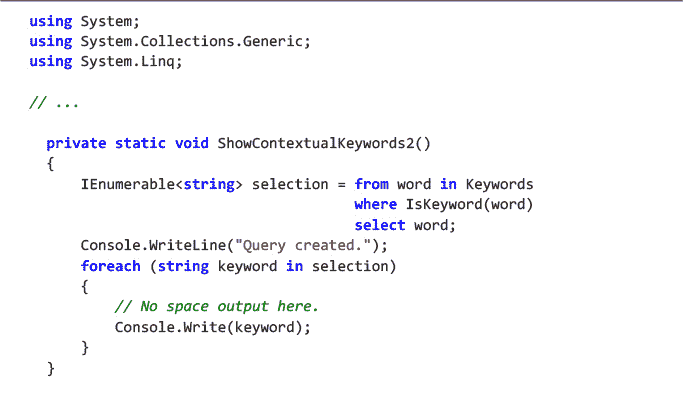 using System;
using System.Collections.Generic;
using System.Linq;
// ...
private static void ShowContextualKeywords2()
{
IEnumerable<string> selection = from word in Keywords
where IsKeyword(word)
select word;
Console.WriteLine("Query created.");
foreach (string keyword in selection)
{
// No space output here.
Console.Write(keyword);
}
}